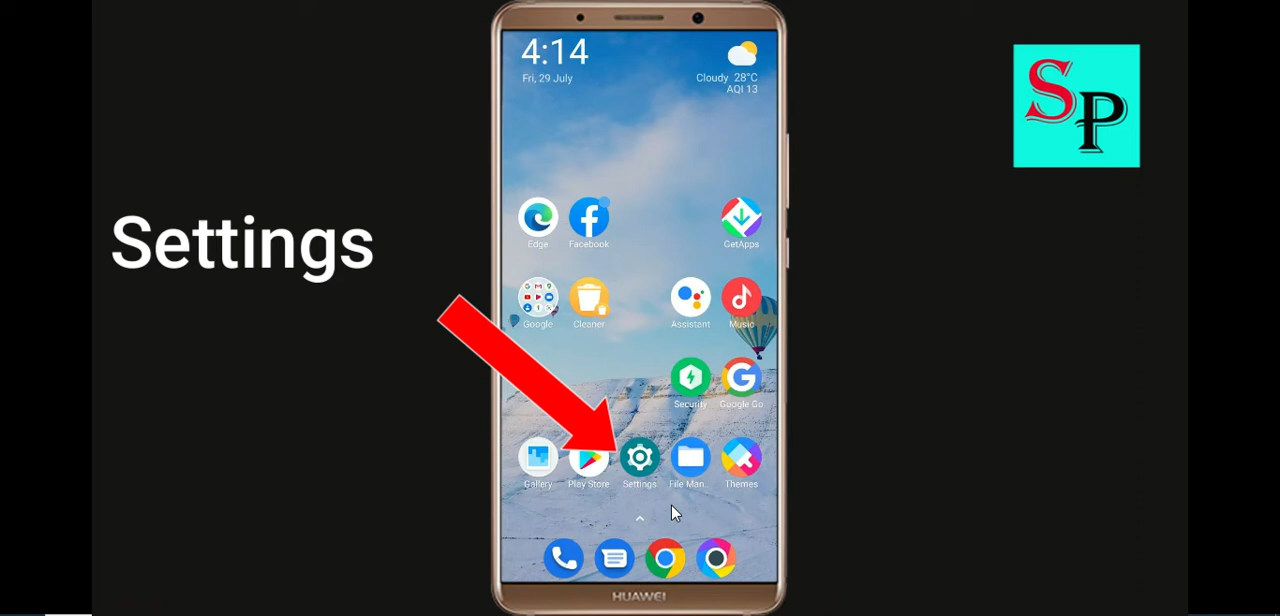 4:14
Fri, 29 July
Cloudy 28°C
AQI 13
SP
Settings
Edge
Facebook
GetApps
Google
Cleaner
Assistant
Music
Security
Google Go
Gallery
Play Store
Settings
File Man..
Themes
HUAWEI